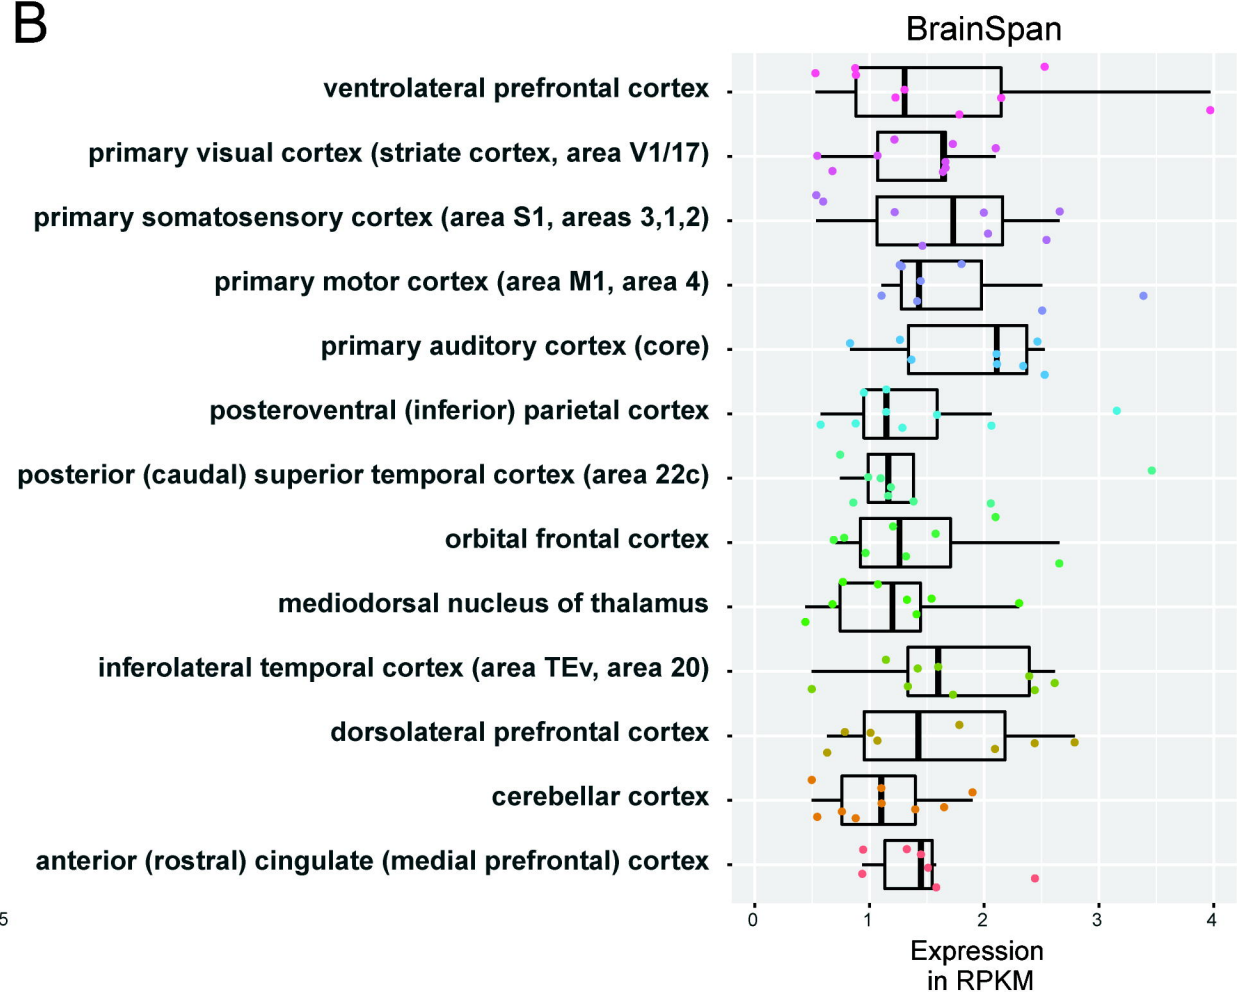 B
BrainSpan
ventrolateral prefrontal cortex
primary visual cortex (striate cortex, area V1/17)
primary somatosensory cortex (area S1, areas 3,1,2)
primary motor cortex (area M1, area 4)
primary auditory cortex (core)
posteroventral (inferior) parietal cortex
posterior (caudal) superior temporal cortex (area 22c)
orbital frontal cortex
mediodorsal nucleus of thalamus
inferolateral temporal cortex (area TEv, area 20)
dorsolateral prefrontal cortex
cerebellar cortex
anterior (rostral) cingulate (medial prefrontal) cortex
5
0 1 2 3 4
Expression
in RPKM